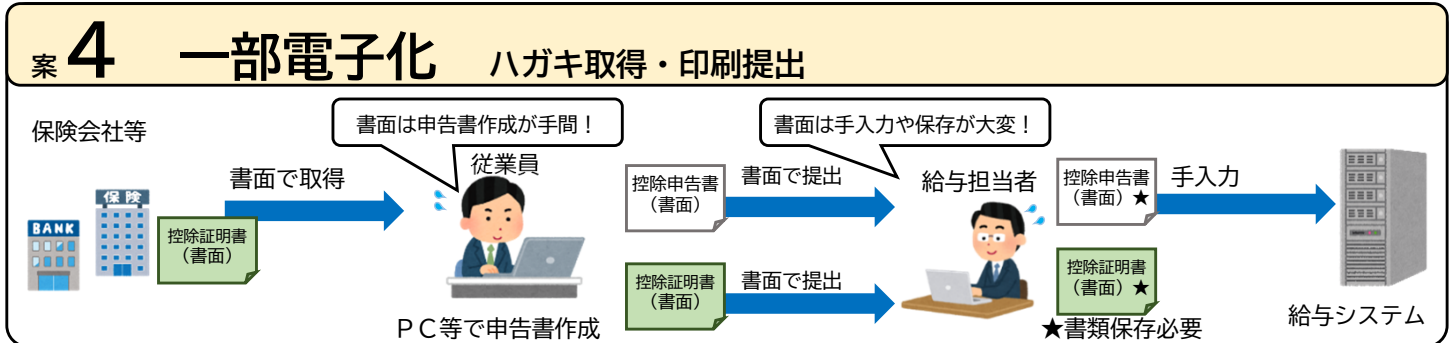 案４　一部電子化　ハガキ取得・印刷提出
保険会社等
BANK
保険
控除証明書
（書面）
書面で取得
書面は申告書作成が手間！
従業員
ＰＣ等で申告書作成
控除申告書
（書面）
書面で提出
控除証明書
（書面）
書面で提出
書面は手入力や保存が大変！
給与担当者
控除申告書
（書面）★
手入力
控除証明書
（書面）★
★書類保存必要
給与システム